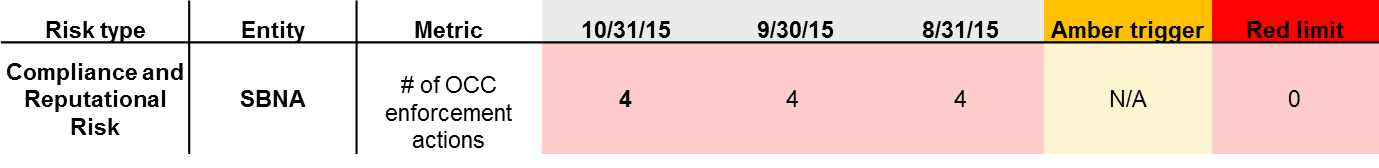 Risk type Entity Metric 10/31/15 9/30/15 8/31/15 Amber trigger Red limit
Compliance and
Reputational
Risk
SBNA
# of OCC
enforcement
actions
4 4 4 N/A 0